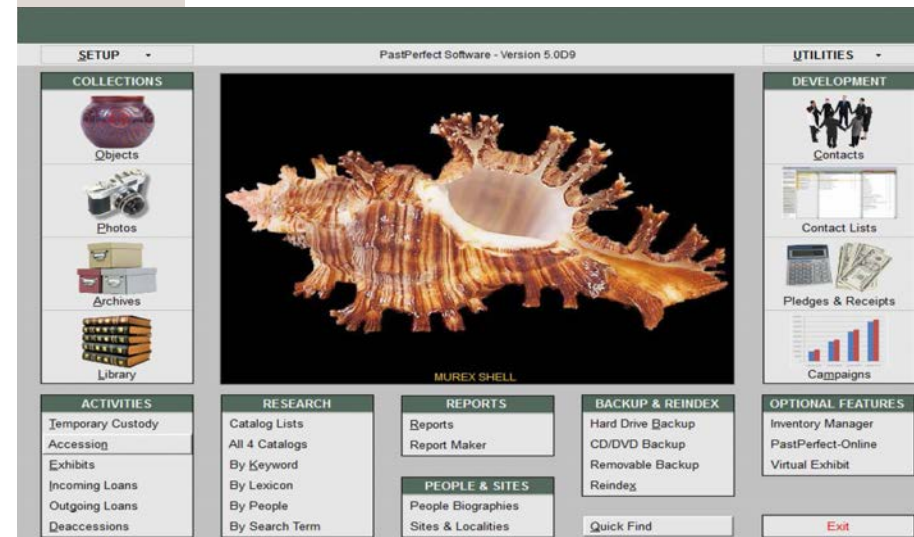 SETUP
PastPerfect Software - Version 5.0D9
UTILITIES
COLLECTIONS
Objects
Photos
Archives
Library
MUREX SHELL
DEVELOPMENT
Contacts
Contact Lists
Pledges & Receipts
Campaigns
ACTIVITIES
Temporary Custody
Accession
Exhibits
Incoming Loans
Outgoing Loans
Deaccessions
RESEARCH
Catalog Lists
All 4 Catalogs
By Keyword
By Lexicon
By People
By Search Term
REPORTS
Reports
Report Maker
PEOPLE & SITES
People Biographies
Sites & Localities
BACKUP & REINDEX
Hard Drive Backup
CD/DVD Backup
Removable Backup
Reindex
Quick Find
OPTIONAL FEATURES
Inventory Manager
PastPerfect-Online
Virtual Exhibit
Exit